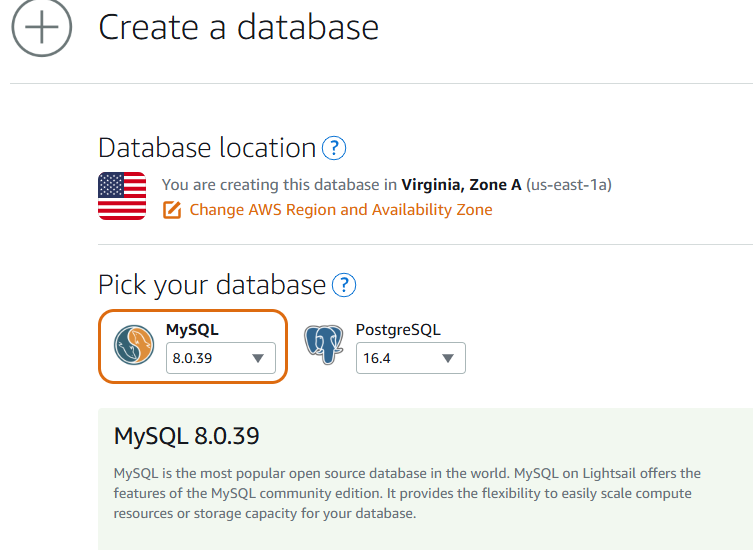 Create a database
Database location ?
You are creating this database in Virginia, Zone A (us-east-1a)
Change AWS Region and Availability Zone
Pick your database ?
MySQL
8.0.39
PostgreSQL
16.4
MySQL 8.0.39
MySQL is the most popular open source database in the world. MySQL on Lightsail offers the
features of the MySQL community edition. It provides the flexibility to easily scale compute
resources or storage capacity for your database.